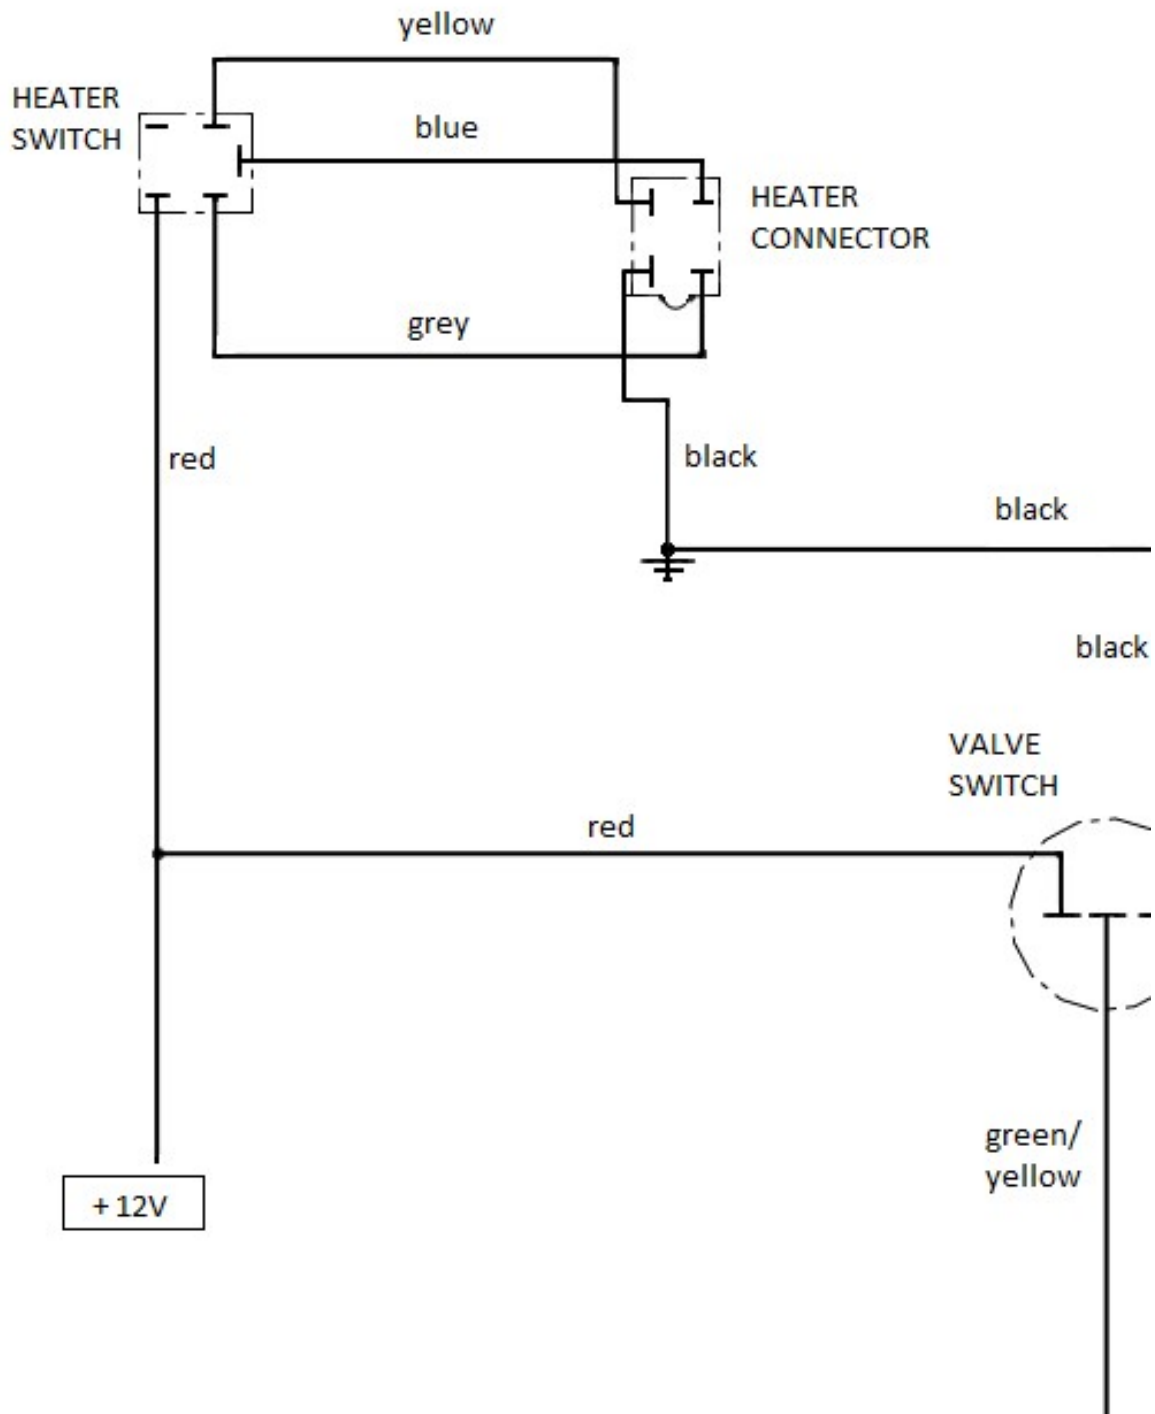 yellow
HEATER
SWITCH
blue
HEATER
CONNECTOR
grey
red
black
black
black
VALVE
SWITCH
red
green/
yellow
+ 12V